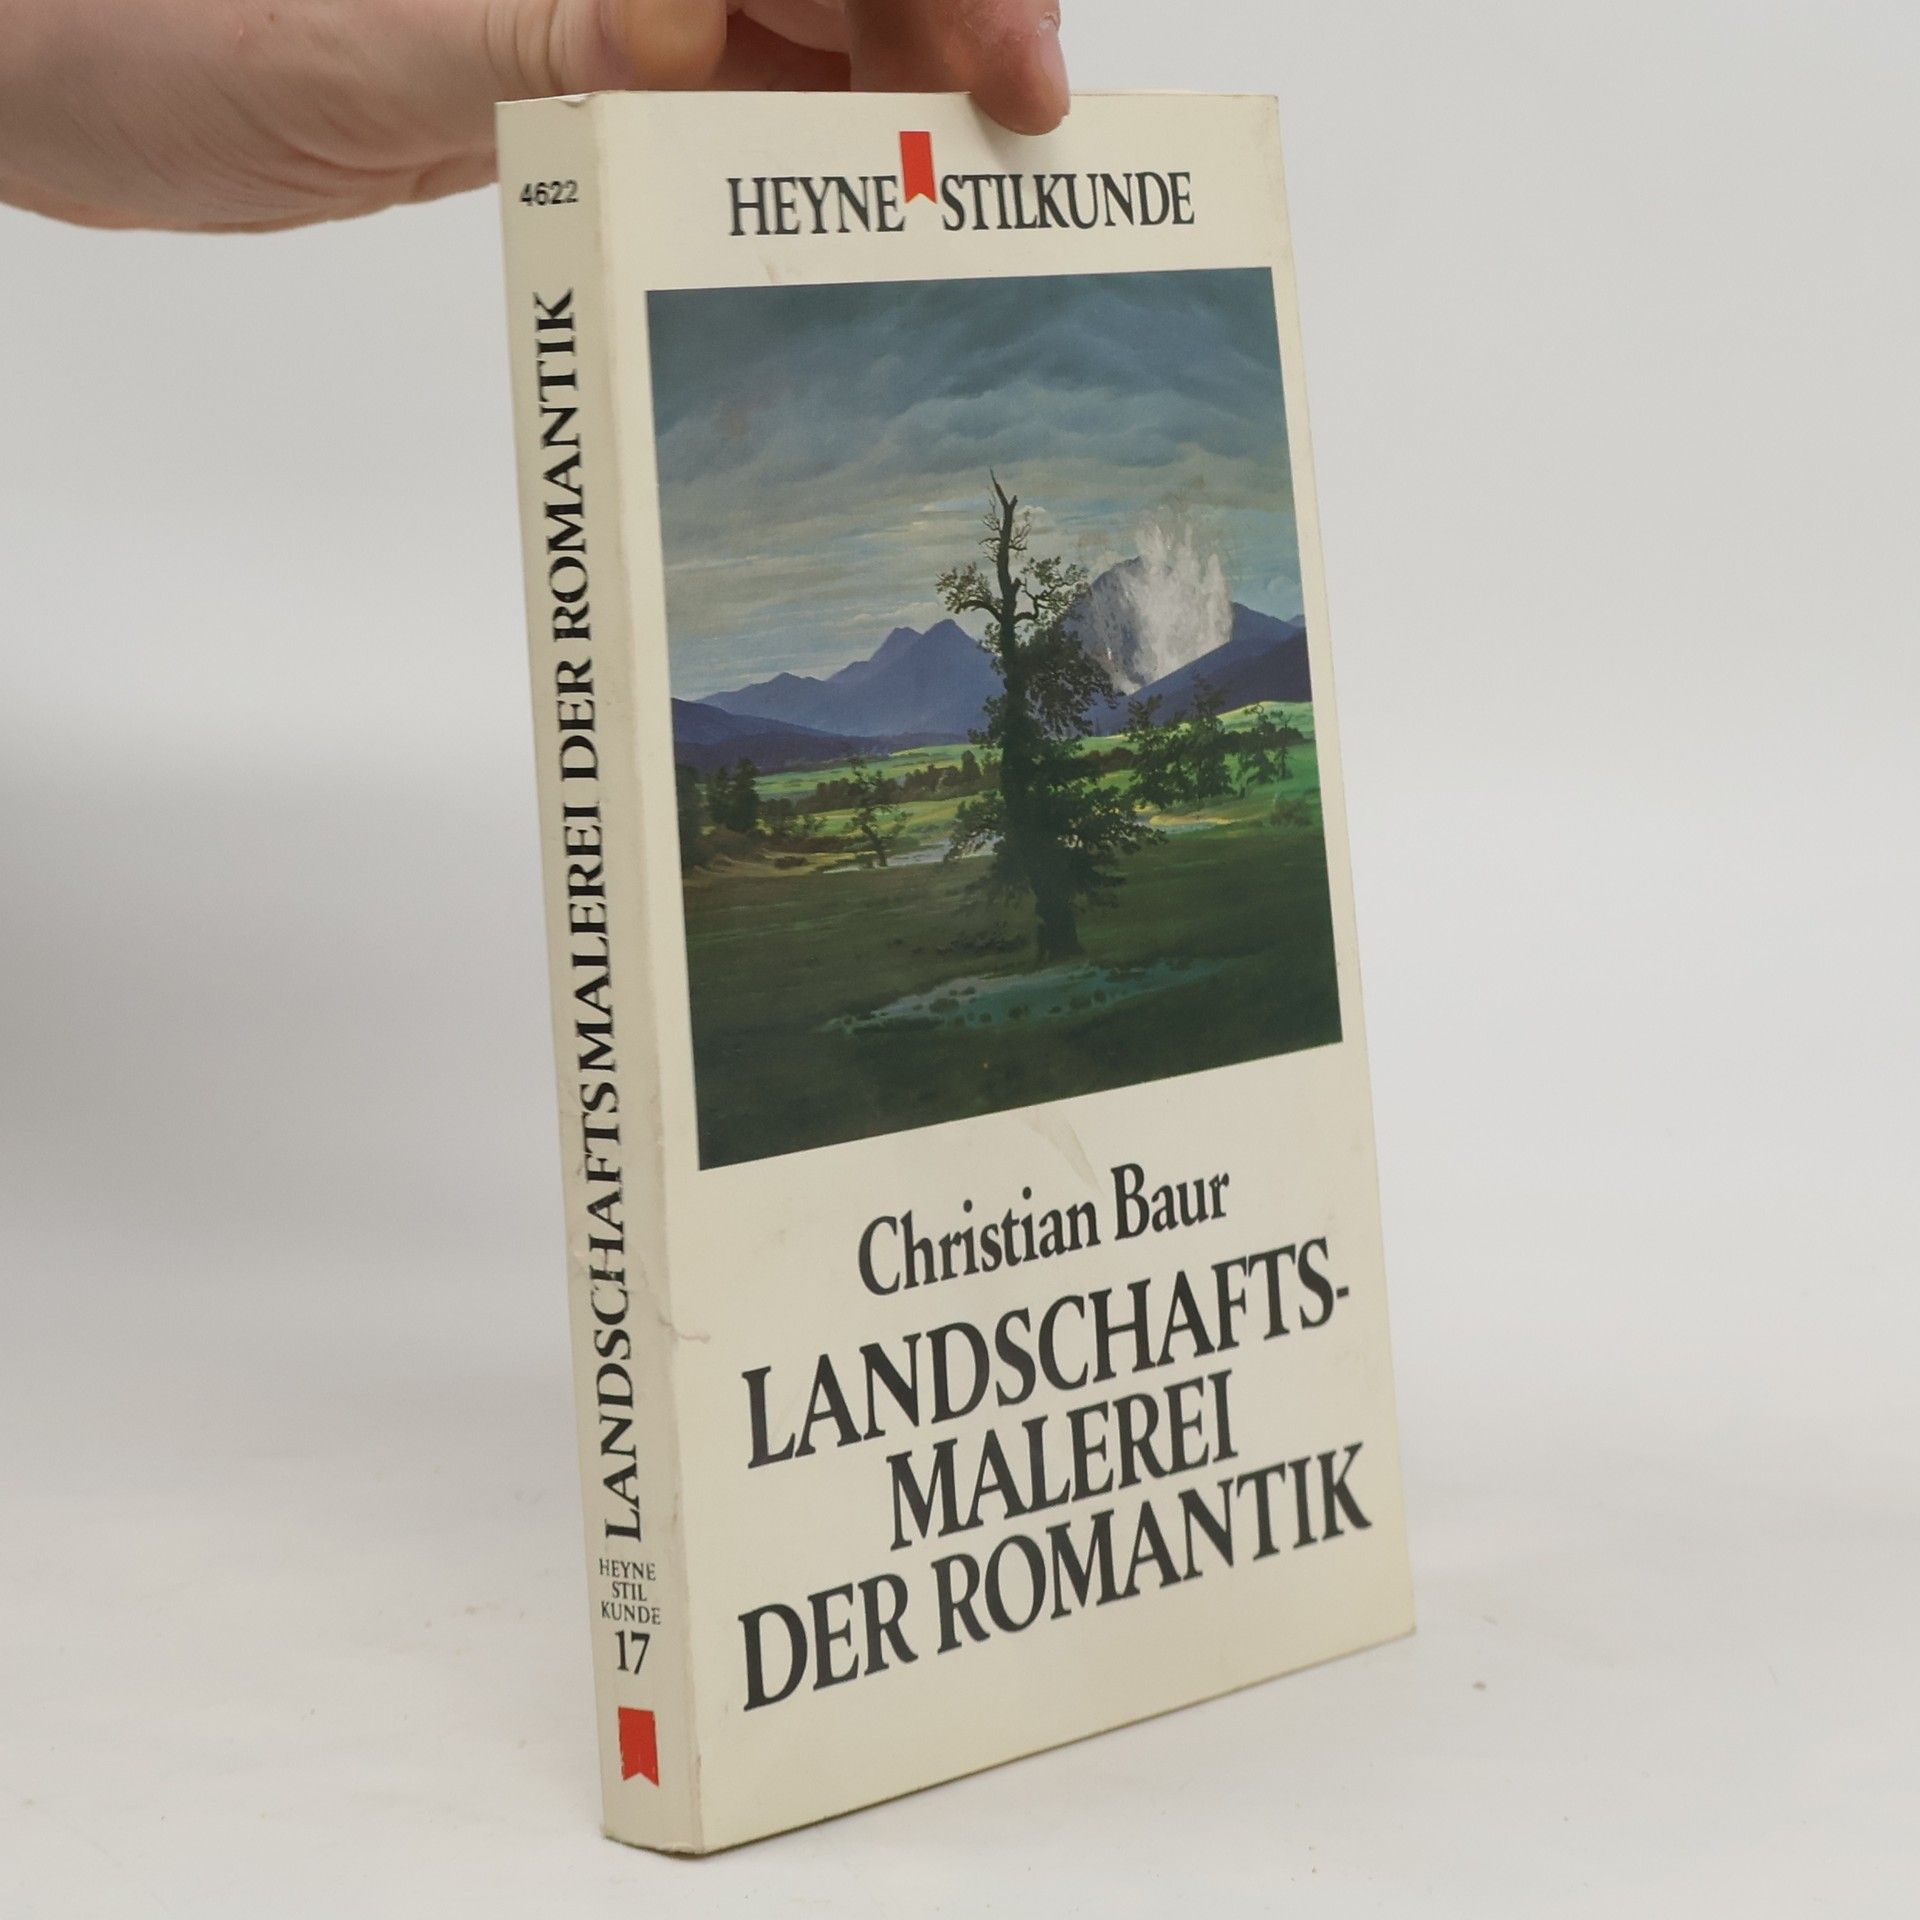 4622
LANDSCHAFTSMALEREI DER ROMANTIK
HEYNE
STIL
KUNDE
17
HEYNE STILKUNDE
Christian Baur
LANDSCHAFTS-
MALEREI
DER ROMANTIK